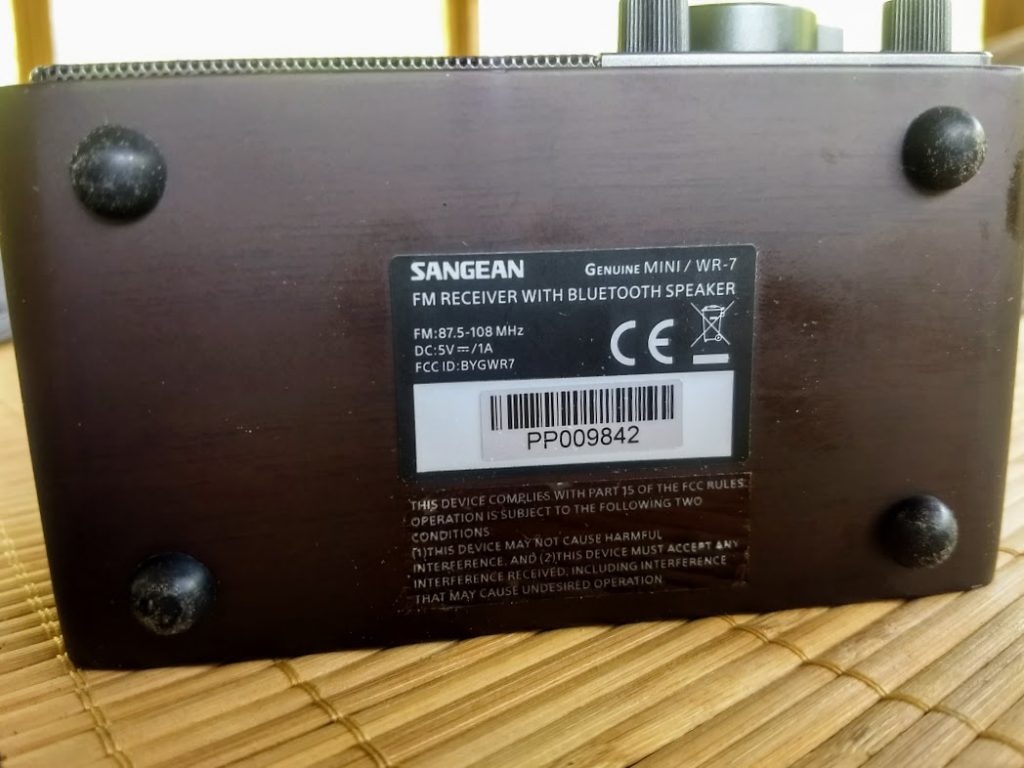 SANGEAN
GENUINE MINI / WR-7
FM RECEIVER WITH BLUETOOTH SPEAKER
FM:87.5-108 MHz
DC:5V⎓/1A
FCC ID:BYGWR7
CE
PP009842
THIS DEVICE COMPLIES WITH PART 15 OF THE FCC RULES.
OPERATION IS SUBJECT TO THE FOLLOWING TWO
CONDITIONS
(1)THIS DEVICE MAY NOT CAUSE HARMFUL
INTERFERENCE, AND (2)THIS DEVICE MUST ACCEPT ANY
INTERFERENCE RECEIVED, INCLUDING INTERFERENCE
THAT MAY CAUSE UNDESIRED OPERATION